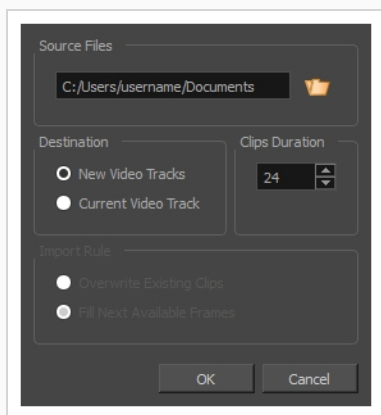 Source Files
C:/Users/username/Documents
Destination
New Video Tracks
Current Video Track
Clips Duration
24
Import Rule
Overwrite Existing Clips
Fill Next Available Frames
OK
Cancel